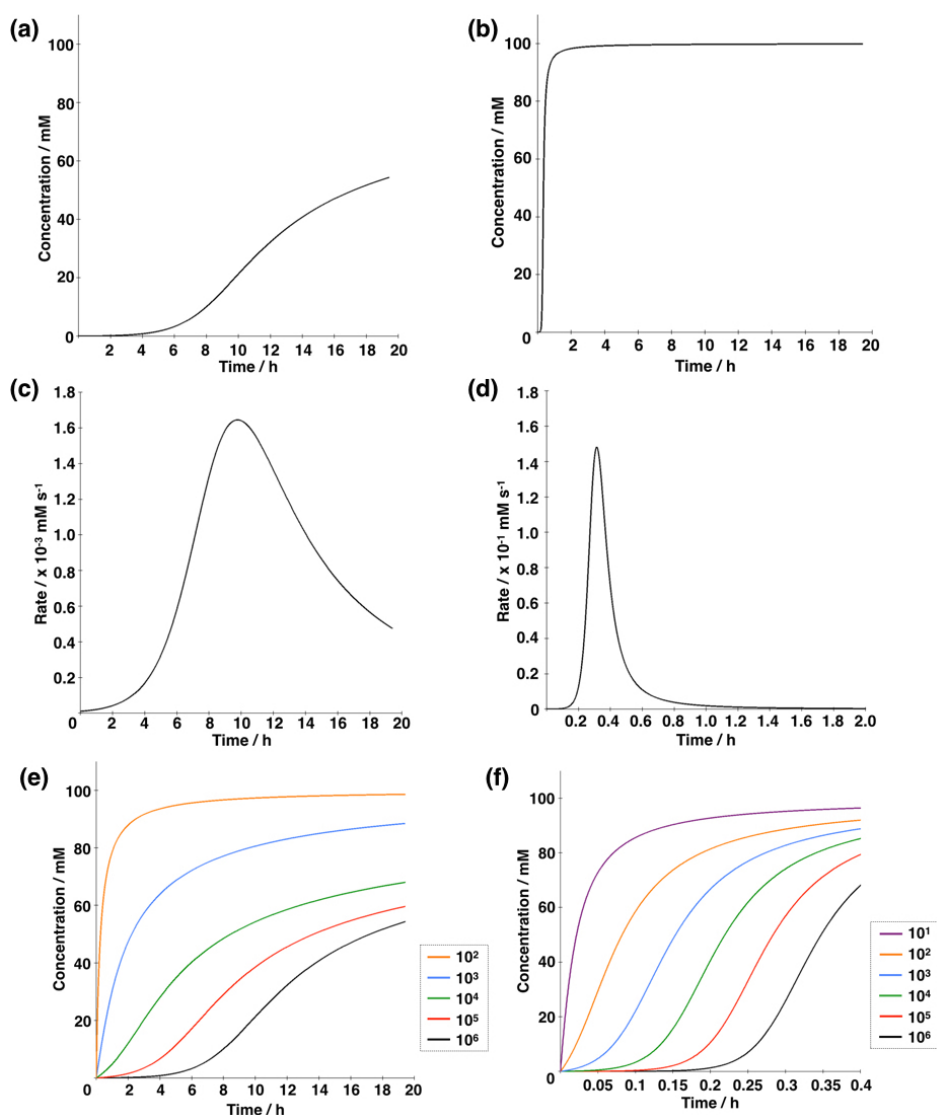 (a)
100
80
60
40
20
0
Concentration / mM
2 4 6 8 10 12 14 16 18 20
Time / h
(b)
100
80
60
40
20
0
Concentration / mM
2 4 6 8 10 12 14 16 18 20
Time / h
(c)
1.8
1.6
1.4
1.2
1.0
0.8
0.6
0.4
0.2
0
Rate / x 10⁻³ mM s⁻¹
2 4 6 8 10 12 14 16 18 20
Time / h
(d)
1.8
1.6
1.4
1.2
1.0
0.8
0.6
0.4
0.2
0
Rate / x 10⁻¹ mM s⁻¹
0.2 0.4 0.6 0.8 1.0 1.2 1.4 1.6 1.8 2.0
Time / h
(e)
100
80
60
40
20
Concentration / mM
0 2 4 6 8 10 12 14 16 18 20
Time / h
10²
10³
10⁴
10⁵
10⁶
(f)
100
80
60
40
20
0
Concentration / mM
0.05 0.1 0.15 0.2 0.25 0.3 0.35 0.4
Time / h
10¹
10²
10³
10⁴
10⁵
10⁶